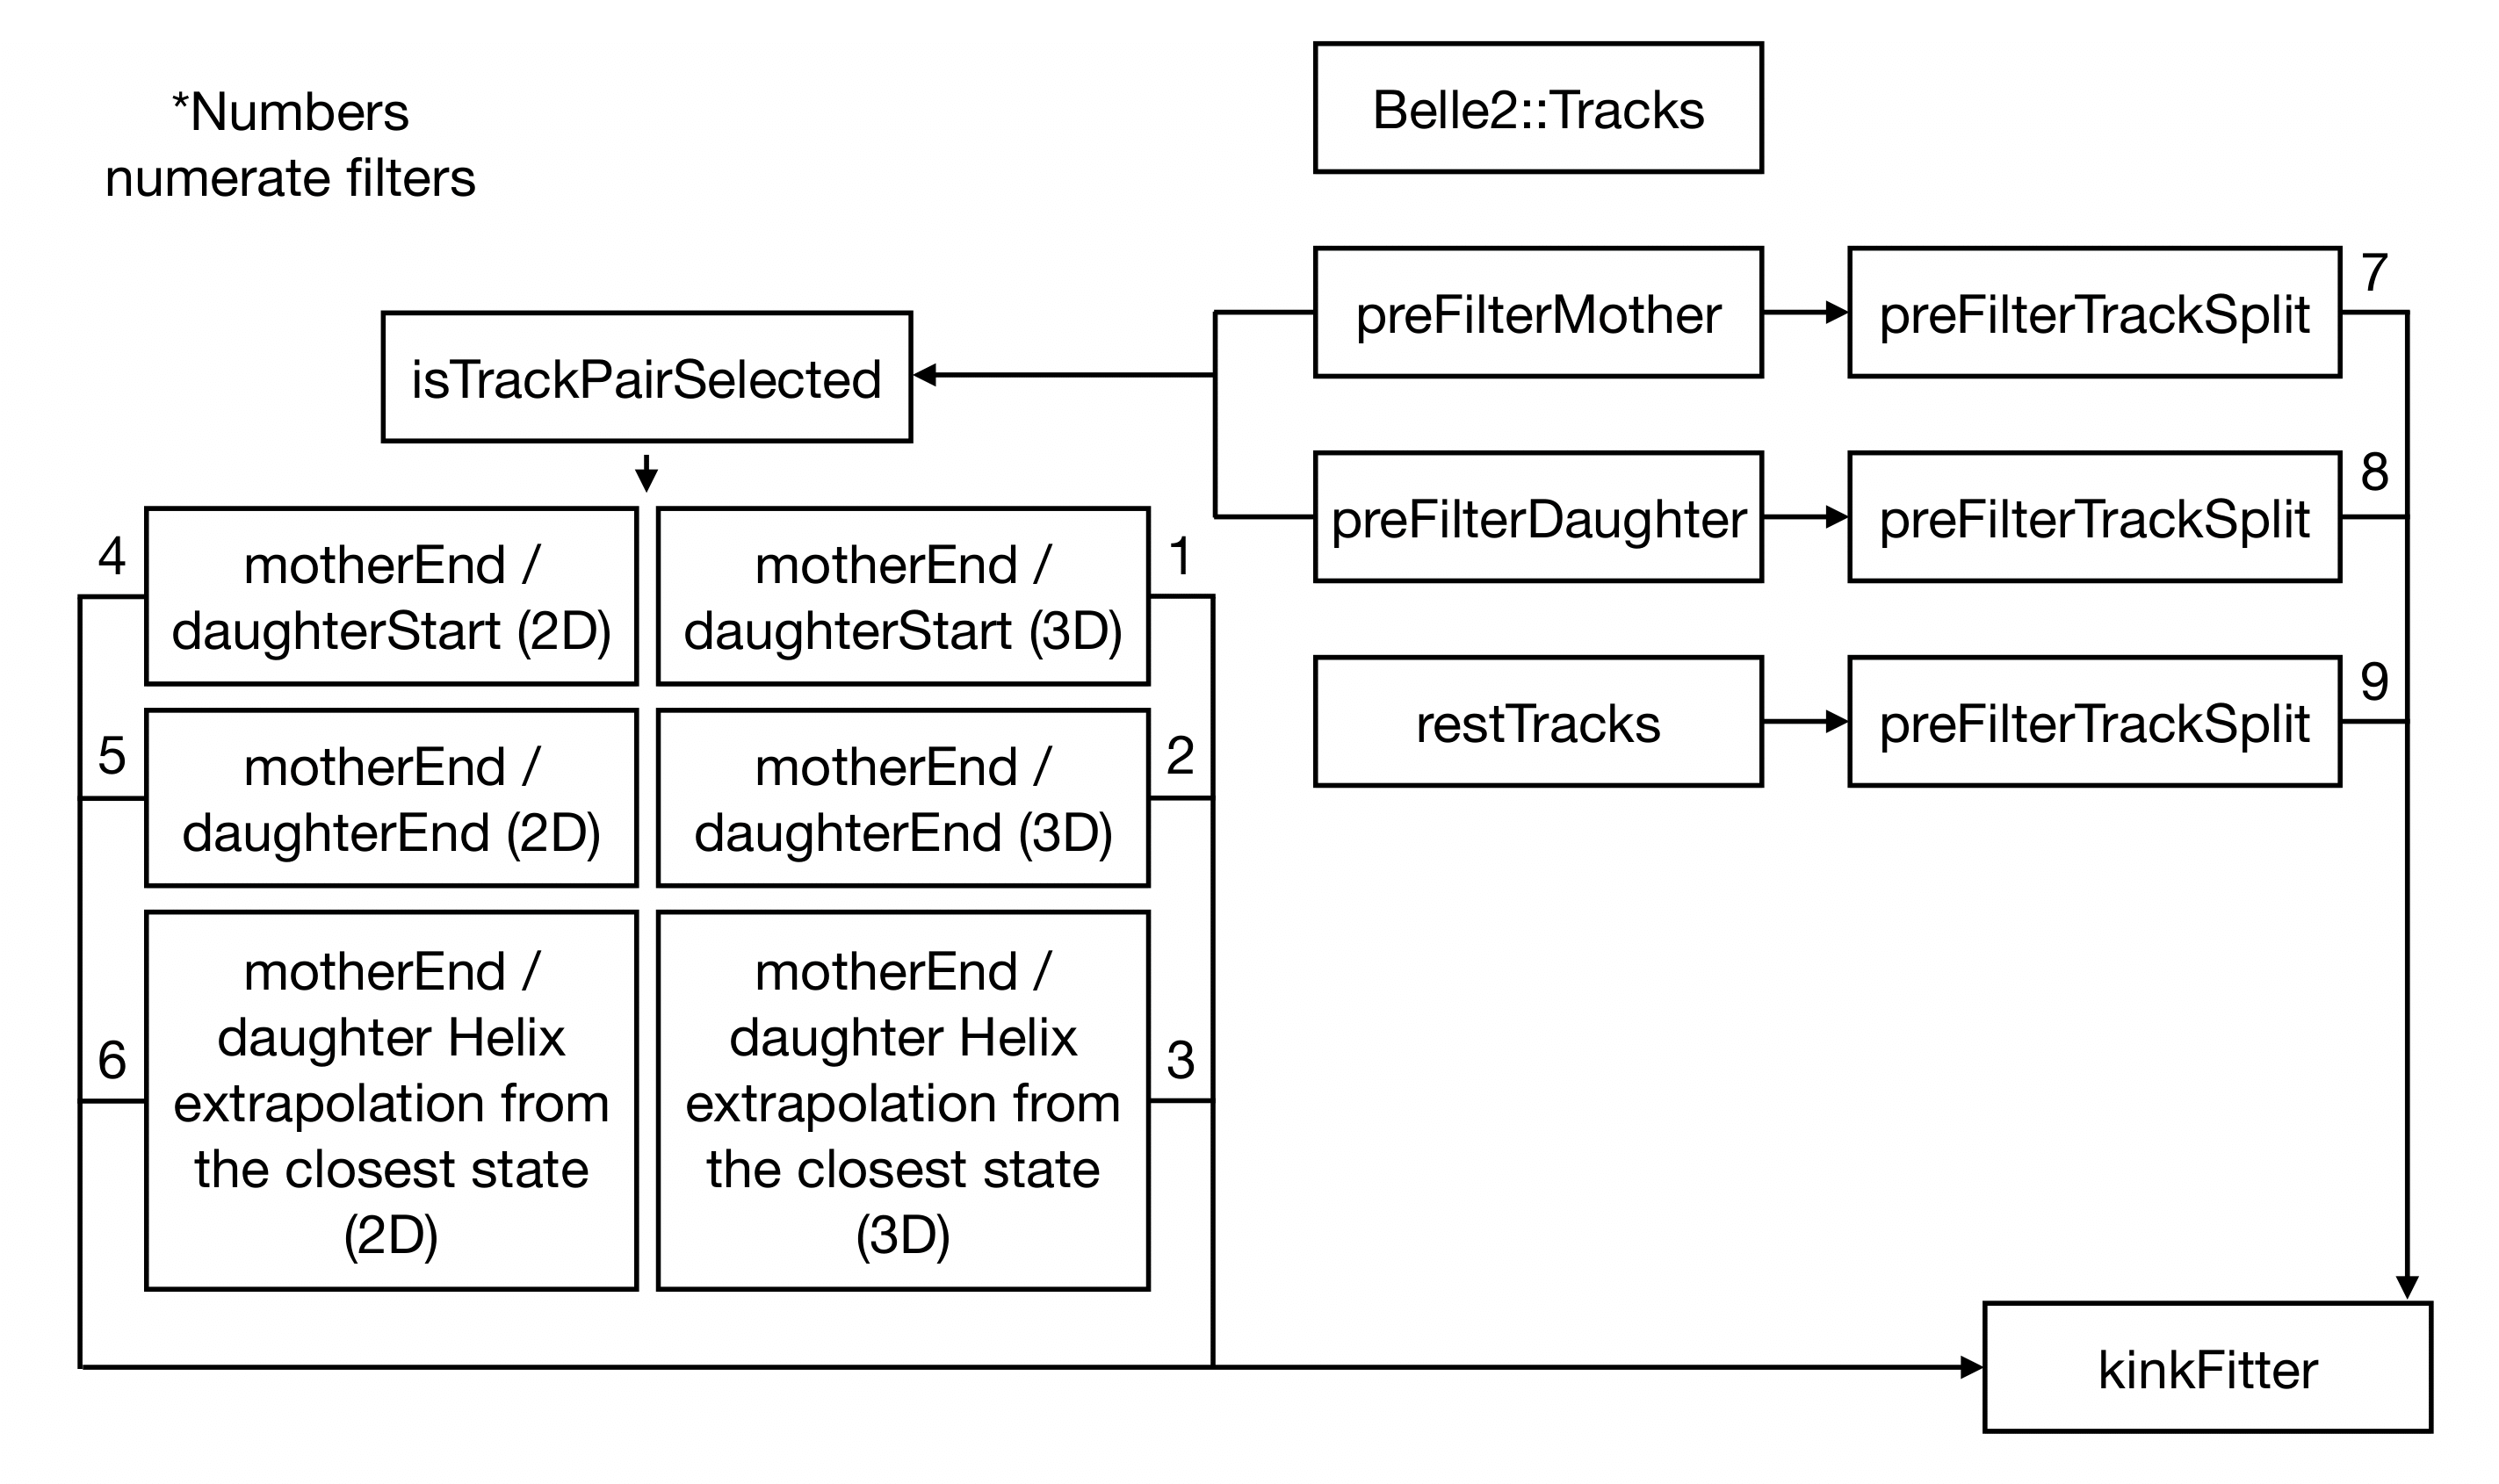 *Numbers
numerate filters
Belle2::Tracks
preFilterMother
preFilterTrackSplit
7
isTrackPairSelected
preFilterDaughter
preFilterTrackSplit
8
restTracks
preFilterTrackSplit
9
4
motherEnd /
daughterStart (2D)
motherEnd /
daughterStart (3D)
1
5
motherEnd /
daughterEnd (2D)
motherEnd /
daughterEnd (3D)
2
6
motherEnd /
daughter Helix
extrapolation from
the closest state
(2D)
motherEnd /
daughter Helix
extrapolation from
the closest state
(3D)
3
kinkFitter